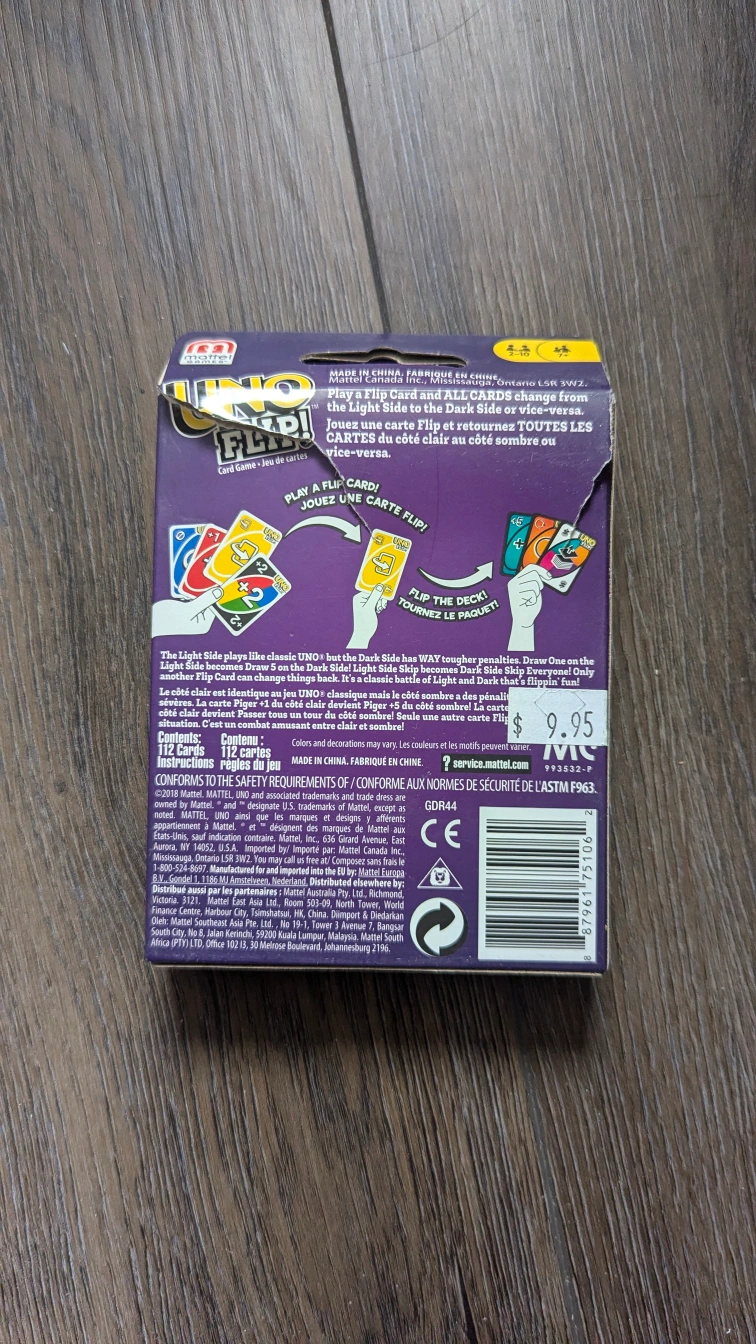 mattel
GAMES
2-10
7+
MADE IN CHINA. FABRIQUÉ EN CHINE.
Mattel Canada Inc., Mississauga, Ontario L5R 3W2.
UNO
FLIP!™
Card Game • Jeu de cartes
Play a Flip Card and ALL CARDS change from
the Light Side to the Dark Side or vice-versa.
Jouez une carte Flip et retournez TOUTES LES
CARTES du côté clair au côté sombre ou
vice-versa.
PLAY A FLIP CARD!
JOUEZ UNE CARTE FLIP!
+1
+2
+2
+2
+5
FLIP THE DECK!
TOURNEZ LE PAQUET!
The Light Side plays like classic UNO® but the Dark Side has WAY tougher penalties. Draw One on the
Light Side becomes Draw 5 on the Dark Side! Light Side Skip becomes Dark Side Skip Everyone! Only
another Flip Card can change things back. It's a classic battle of Light and Dark that's flippin' fun!
Le côté clair est identique au jeu UNO® classique mais le côté sombre a des pénalit
sévères. La carte Piger +1 du côté clair devient Piger +5 du côté sombre! La carte
côté clair devient Passer tous un tour du côté sombre! Seule une autre carte Flip
situation. C'est un combat amusant entre clair et sombre!
$ 9.95
Contents:
112 Cards
Instructions
Contenu :
112 cartes
règles du jeu
Colors and decorations may vary. Les couleurs et les motifs peuvent varier.
MADE IN CHINA. FABRIQUÉ EN CHINE.
? service.mattel.com
993532-P
CONFORMS TO THE SAFETY REQUIREMENTS OF / CONFORME AUX NORMES DE SÉCURITÉ DE L'ASTM F963.
©2018 Mattel. MATTEL, UNO and associated trademarks and trade dress are
owned by Mattel. ® and ™ designate U.S. trademarks of Mattel, except as
noted. MATTEL, UNO ainsi que les marques et designs y afférents
appartiennent à Mattel. ® et ™ désignent des marques de Mattel aux
États-Unis, sauf indication contraire. Mattel, Inc., 636 Girard Avenue, East
Aurora, NY 14052, U.S.A. Imported by/ Importé par: Mattel Canada Inc.,
Mississauga, Ontario L5R 3W2. You may call us free at/ Composez sans frais le
1-800-524-8697. Manufactured for and imported into the EU by: Mattel Europa
B.V., Gondel 1, 1186 MJ Amstelveen, Nederland. Distributed elsewhere by:
Distribué aussi par les partenaires : Mattel Australia Pty. Ltd., Richmond,
Victoria. 3121. Mattel East Asia Ltd., Room 503-09, North Tower, World
Finance Centre, Harbour City, Tsimshatsui, HK, China. Diimport & Diedarkan
Oleh: Mattel Southeast Asia Pte. Ltd. , No 19-1, Tower 3 Avenue 7, Bangsar
South City, No 8, Jalan Kerinchi, 59200 Kuala Lumpur, Malaysia. Mattel South
Africa (PTY) LTD, Office 102 I3, 30 Melrose Boulevard, Johannesburg 2196.
GDR44
CE
8 87961 75106 2